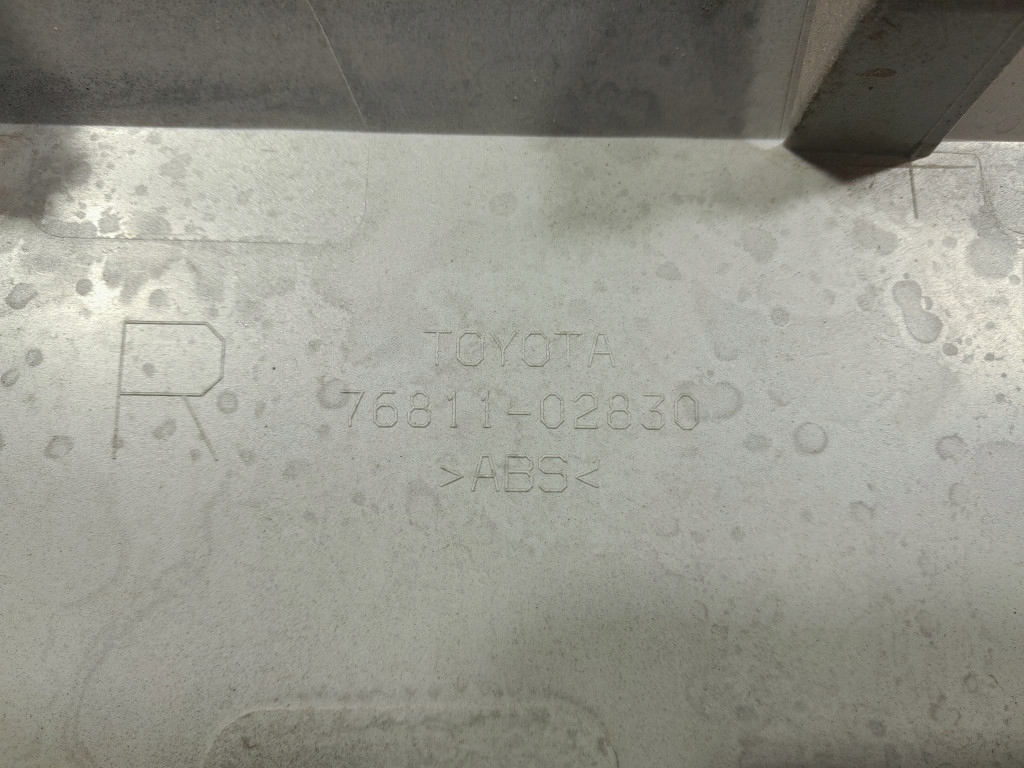 R
TOYOTA
76811-02830
>ABS<